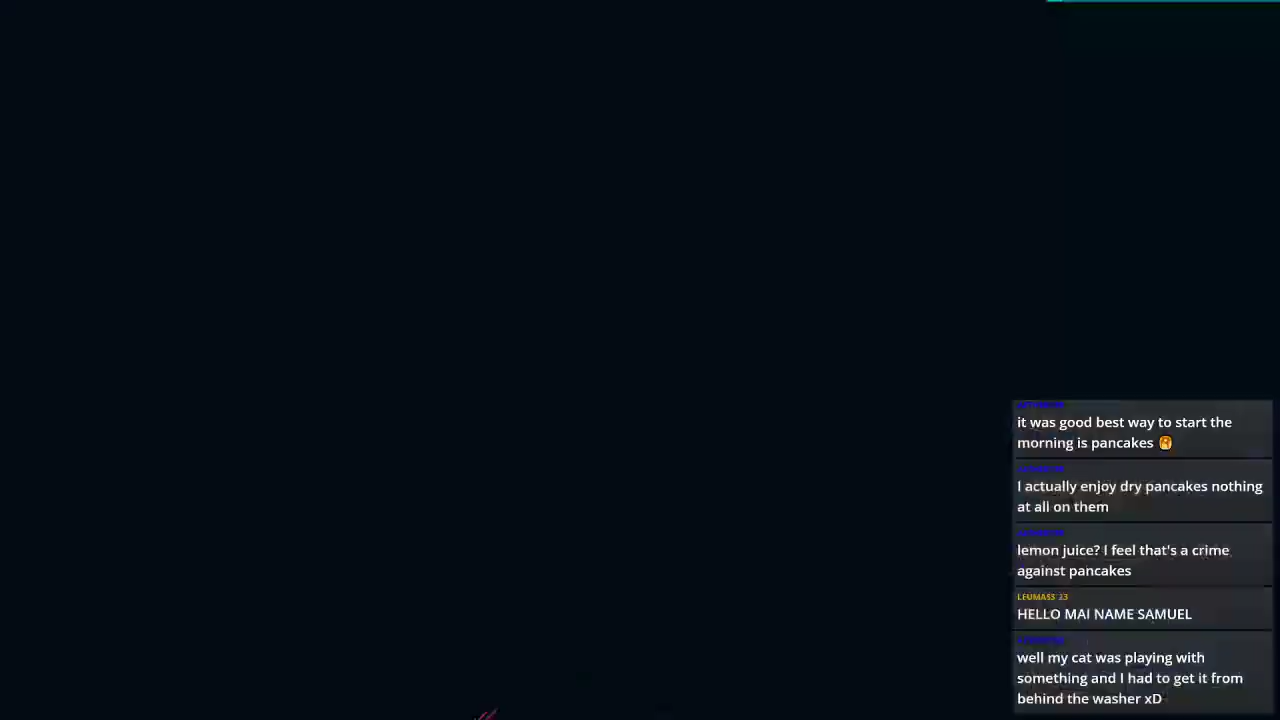 it was good best way to start the
morning is pancakes
I actually enjoy dry pancakes nothing
at all on them
lemon juice? I feel that's a crime
against pancakes
LEUMASS 33
HELLO MAI NAME SAMUEL
well my cat was playing with
something and I had to get it from
behind the washer xD